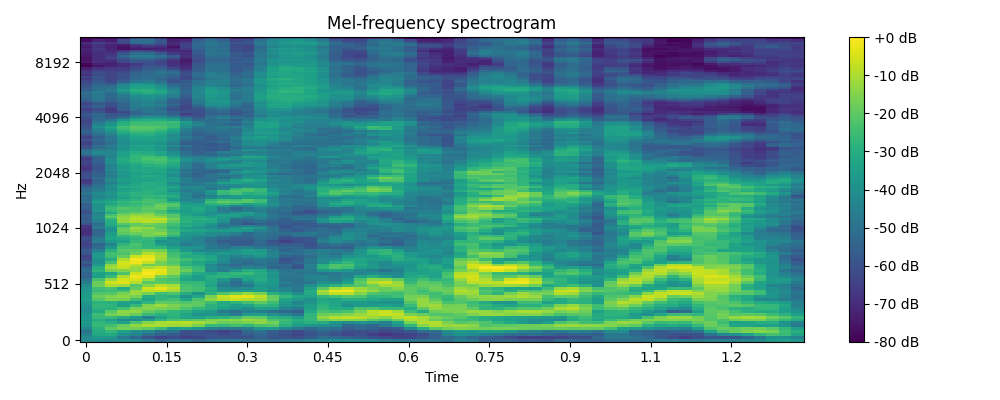 Mel-frequency spectrogram
Hz
8192
4096
2048
1024
512
0
0 0.15 0.3 0.45 0.6 0.75 0.9 1.1 1.2
Time
+0 dB
-10 dB
-20 dB
-30 dB
-40 dB
-50 dB
-60 dB
-70 dB
-80 dB